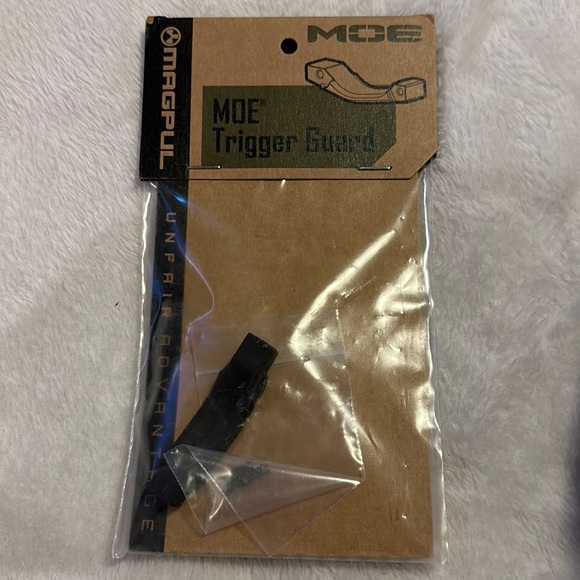 MOE
MAGPUL
MOE®
Trigger Guard
UNFAIR ADVANTAGE